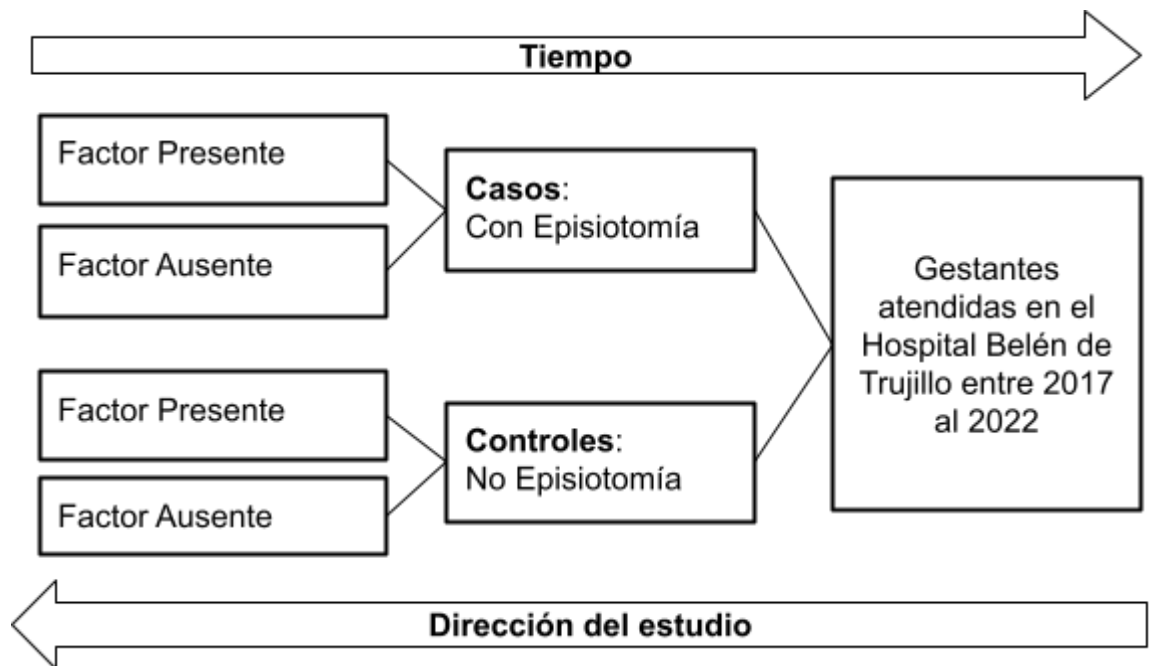 Tiempo
Factor Presente
Factor Ausente
Casos:
Con Episiotomía
Factor Presente
Factor Ausente
Controles:
No Episiotomía
Gestantes
atendidas en el
Hospital Belén de
Trujillo entre 2017
al 2022
Dirección del estudio